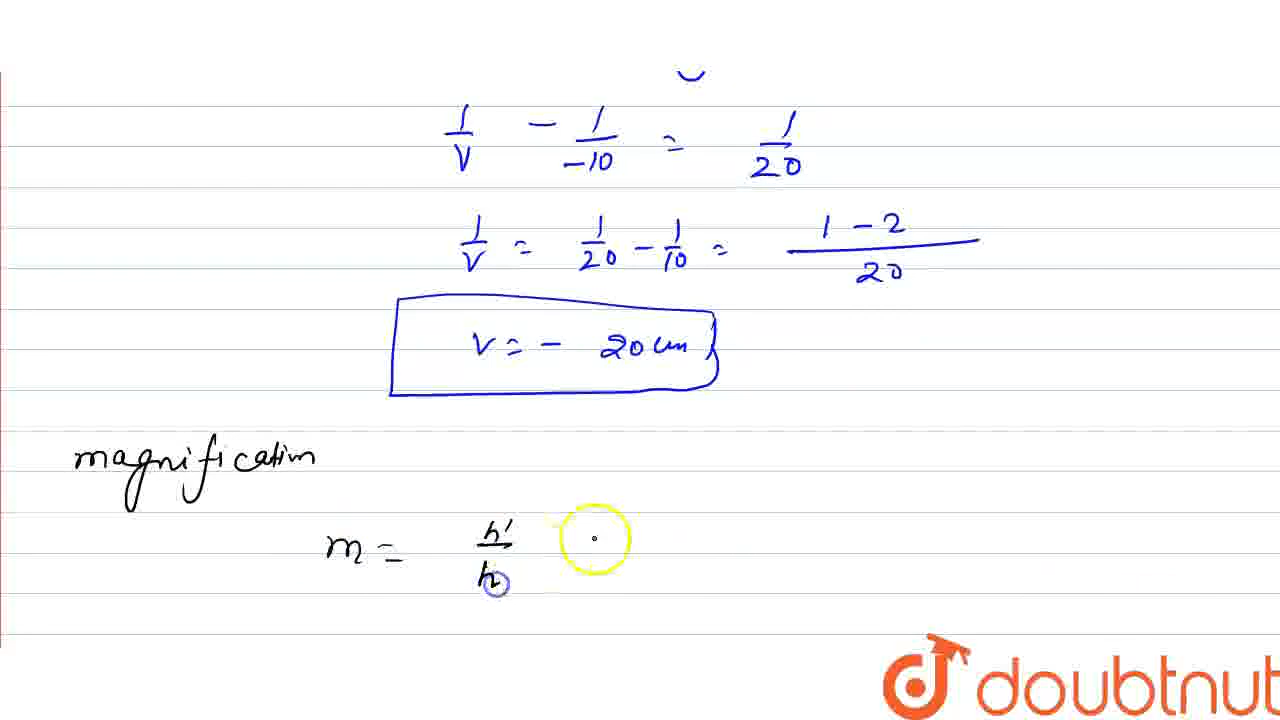 1/V - 1/-10 = 1/20
1/V = 1/20 - 1/10 = 1-2/20
V = - 20 cm
magnification
m = h'/h
doubtnut